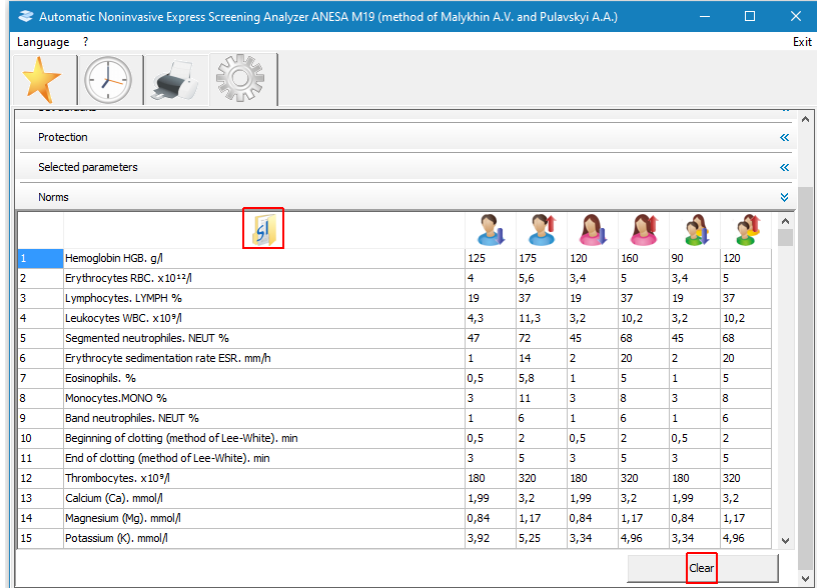 Automatic Noninvasive Express Screening Analyzer ANESA M19 (method of Malykhin A.V. and Pulavskyi A.A.)
Language ? Exit
Protection
Selected parameters
Norms
SI
1 Hemoglobin HGB. g/l 125 175 120 160 90 120
2 Erythrocytes RBC. x10¹²/l 4 5,6 3,4 5 3,4 5
3 Lymphocytes. LYMPH % 19 37 19 37 19 37
4 Leukocytes WBC. x10⁹/l 4,3 11,3 3,2 10,2 3,2 10,2
5 Segmented neutrophiles. NEUT % 47 72 45 68 45 68
6 Erythrocyte sedimentation rate ESR. mm/h 1 14 2 20 2 20
7 Eosinophils. % 0,5 5,8 1 5 1 5
8 Monocytes.MONO % 3 11 3 8 3 8
9 Band neutrophiles. NEUT % 1 6 1 6 1 6
10 Beginning of clotting (method of Lee-White). min 0,5 2 0,5 2 0,5 2
11 End of clotting (method of Lee-White). min 3 5 3 5 3 5
12 Thrombocytes. x10⁹/l 180 320 180 320 180 320
13 Calcium (Ca). mmol/l 1,99 3,2 1,99 3,2 1,99 3,2
14 Magnesium (Mg). mmol/l 0,84 1,17 0,84 1,17 0,84 1,17
15 Potassium (K). mmol/l 3,92 5,25 3,34 4,96 3,34 4,96
Clear